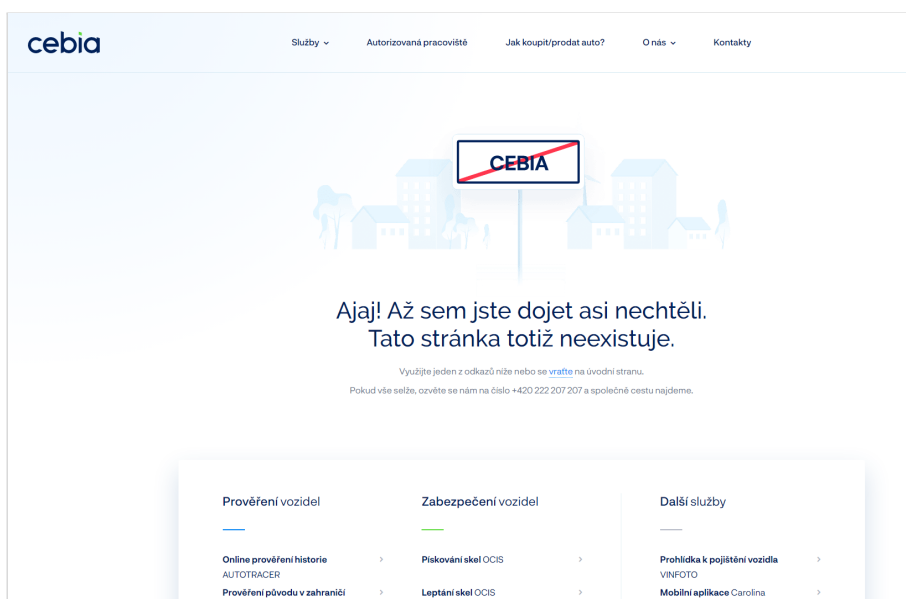 cebia
Služby
Autorizovaná pracoviště
Jak koupit/prodat auto?
O nás
Kontakty
CEBIA
Ajaj! Až sem jste dojet asi nechtěli.
Tato stránka totiž neexistuje.
Využijte jeden z odkazů níže nebo se vraťte na úvodní stranu.
Pokud vše selže, ozvěte se nám na číslo +420 222 207 207 a společně cestu najdeme.
Prověření vozidel
Online prověření historie
AUTOTRACER
Prověření původu v zahraničí
Zabezpečení vozidel
Pískování skel OCIS
Leptání skel OCIS
Další služby
Prohlídka k pojištění vozidla
VINFOTO
Mobilní aplikace Carolina